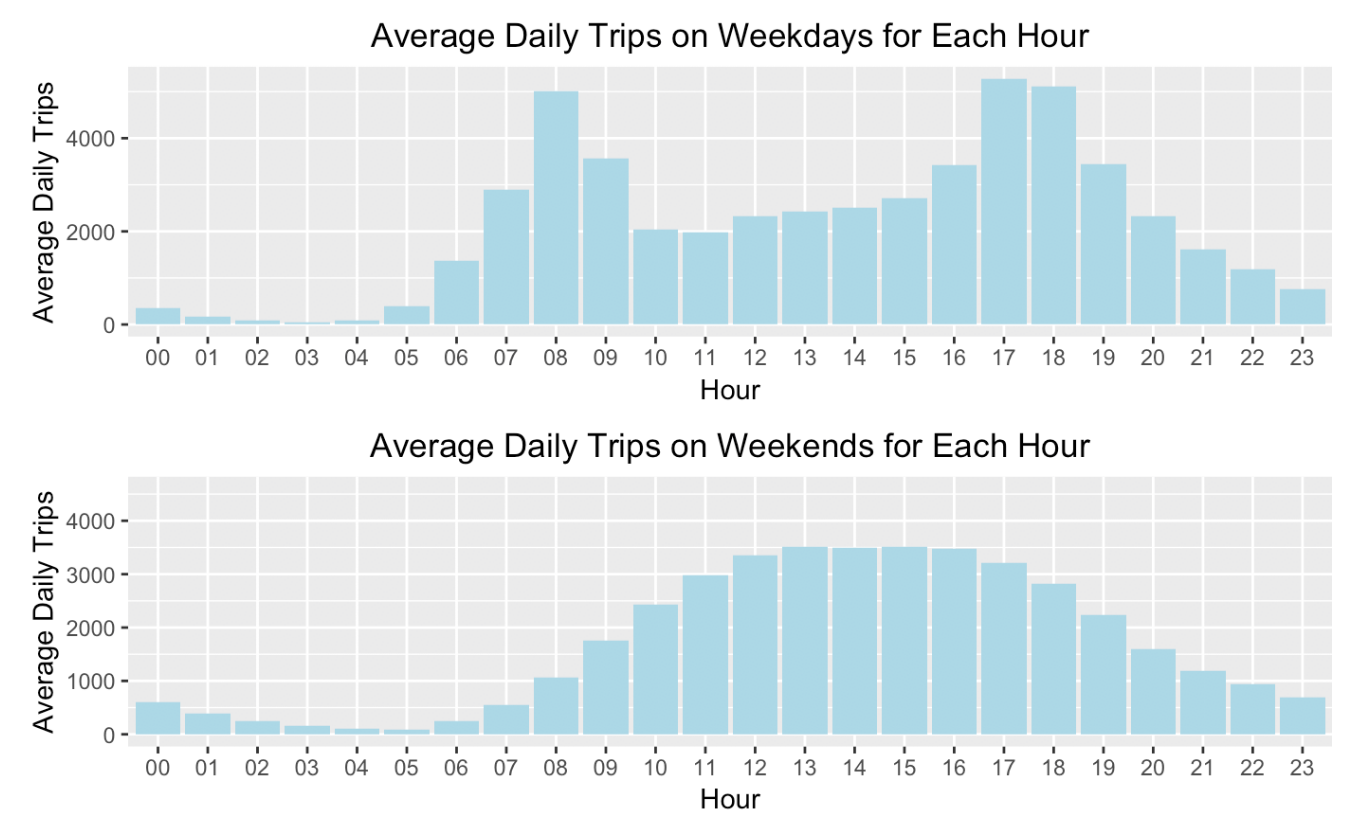 Average Daily Trips on Weekdays for Each Hour
Average Daily Trips
4000
2000
0
00 01 02 03 04 05 06 07 08 09 10 11 12 13 14 15 16 17 18 19 20 21 22 23
Hour
Average Daily Trips on Weekends for Each Hour
Average Daily Trips
4000
3000
2000
1000
0
00 01 02 03 04 05 06 07 08 09 10 11 12 13 14 15 16 17 18 19 20 21 22 23
Hour